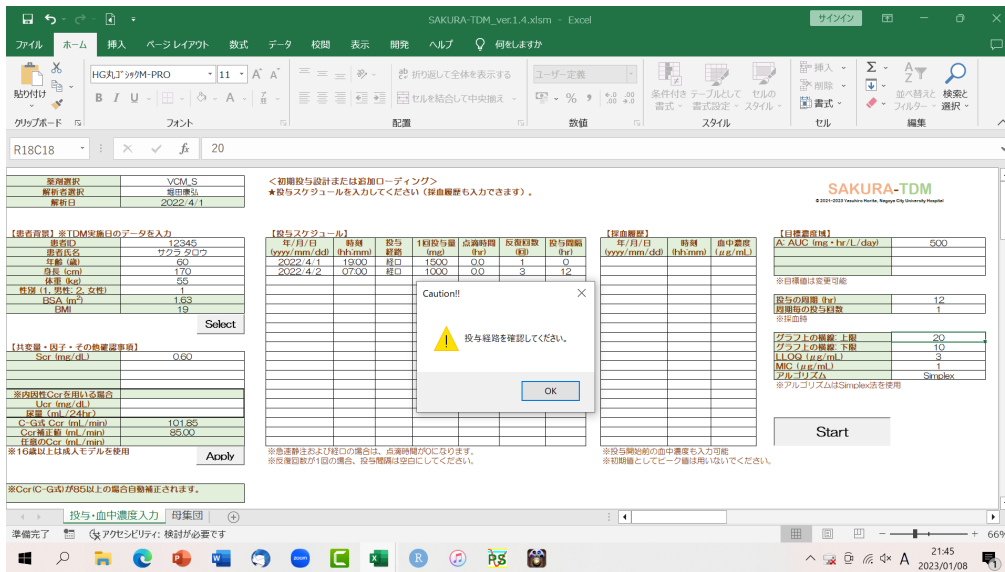 SAKURA-TDM_ver.1.4.xlsm - Excel
サインイン
ファイル ホーム 挿入 ページ レイアウト 数式 データ 校閲 表示 開発 ヘルプ 何をしますか
貼り付け
HG丸ｺﾞｼｯｸM-PRO 11
B I U
折り返して全体を表示する
セルを結合して中央揃え
ユーザー定義
条件付き 書式
テーブルとして 書式設定
セルの スタイル
挿入
削除
書式
並べ替えと フィルター
検索と 選択
クリップボード フォント 配置 数値 スタイル セル 編集
R18C18 fx 20
薬剤選択 VCM_S
解析者選択 堀田康弘
解析日 2022/4/1
＜初期投与設計または追加ローディング＞
★投与スケジュールを入力してください（採血履歴も入力できます）。
SAKURA-TDM
© 2021-2023 Yasuhiro Horita, Nagoya City University Hospital
【患者背景】※TDM実施日のデータを入力
患者ID 12345
患者氏名 サクラ タロウ
年齢 (歳) 60
身長 (cm) 170
体重 (kg) 55
性別 (1. 男性; 2. 女性) 1
BSA (m²) 1.63
BMI 19
Select
【共変量・因子・その他確認事項】
Scr (mg/dL) 0.60
※内因性Ccrを用いる場合
Ucr (mg/dL)
尿量 (mL/24hr)
C-G式 Ccr (mL/min) 101.85
Ccr補正値 (mL/min) 85.00
任意のCcr (mL/min)
※16歳以上は成人モデルを使用
Apply
※Ccr(C-G式)が85以上の場合自動補正されます。
【投与スケジュール】
年/月/日 (yyyy/mm/dd) 時刻 (hh:mm) 投与経路 1回投与量 (mg) 点滴時間 (hr) 反復回数 (回) 投与間隔 (hr)
2022/4/1 19:00 経口 1500 0.0 1 0
2022/4/2 07:00 経口 1000 0.0 3 12
※急速静注および経口の場合は、点滴時間が0になります。
※反復回数が1回の場合、投与間隔は空白にしてください。
Caution!!
投与経路を確認してください。
OK
【採血履歴】
年/月/日 (yyyy/mm/dd) 時刻 (hh:mm) 血中濃度 (μg/mL)
※投与開始前の血中濃度も入力可能
※初期値としてピーク値は用いないでください。
【目標濃度域】
A: AUC (mg・hr/L/day) 500
※目標値は変更可能
投与の周期 (hr) 12
周期毎の投与回数 1
※採血時
グラフ上の横線: 上限 20
グラフ上の横線: 下限 10
LLOQ (μg/mL) 3
MIC (μg/mL) 1
アルゴリズム Simplex
※アルゴリズムはSimplex法を使用
Start
投与・血中濃度入力 母集団
準備完了 アクセシビリティ: 検討が必要です
66%
zoom
A 21:45
2023/01/08